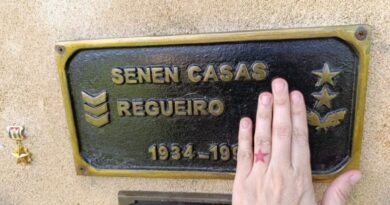 SENEN CASAS
REGUEIRO
1934-199